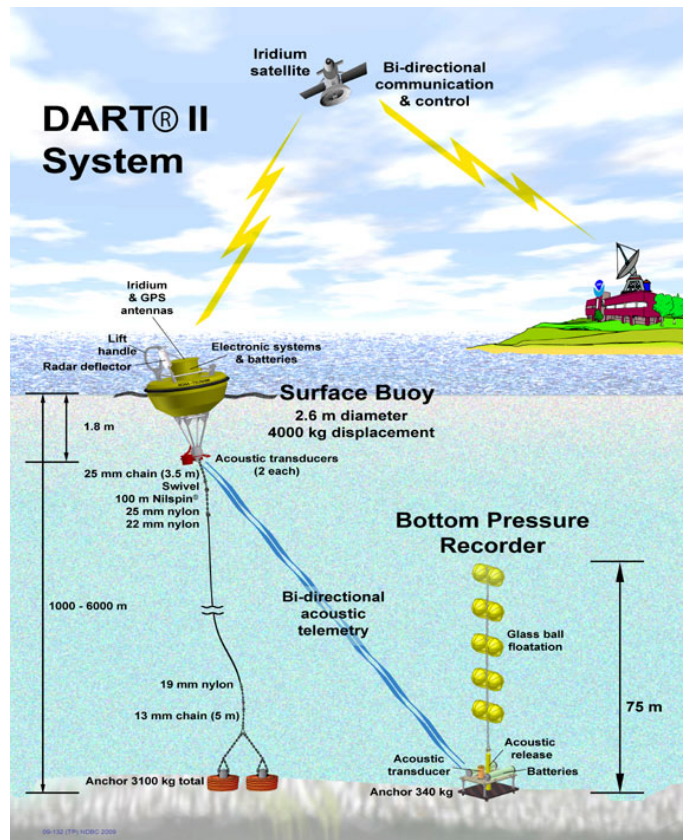 Iridium
satellite
Bi-directional
communication
& control
DART® II
System
Iridium
& GPS
antennas
Lift
handle
Electronic systems
& batteries
Radar deflector
Surface Buoy
2.6 m diameter
4000 kg displacement
1.8 m
Acoustic transducers
(2 each)
25 mm chain (3.5 m)
Swivel
100 m Nilspin®
25 mm nylon
22 mm nylon
Bottom Pressure
Recorder
1000 - 6000 m
Bi-directional
acoustic
telemetry
Glass ball
floatation
19 mm nylon
75 m
13 mm chain (5 m)
Acoustic
release
Acoustic
transducer
Batteries
Anchor 3100 kg total
Anchor 340 kg